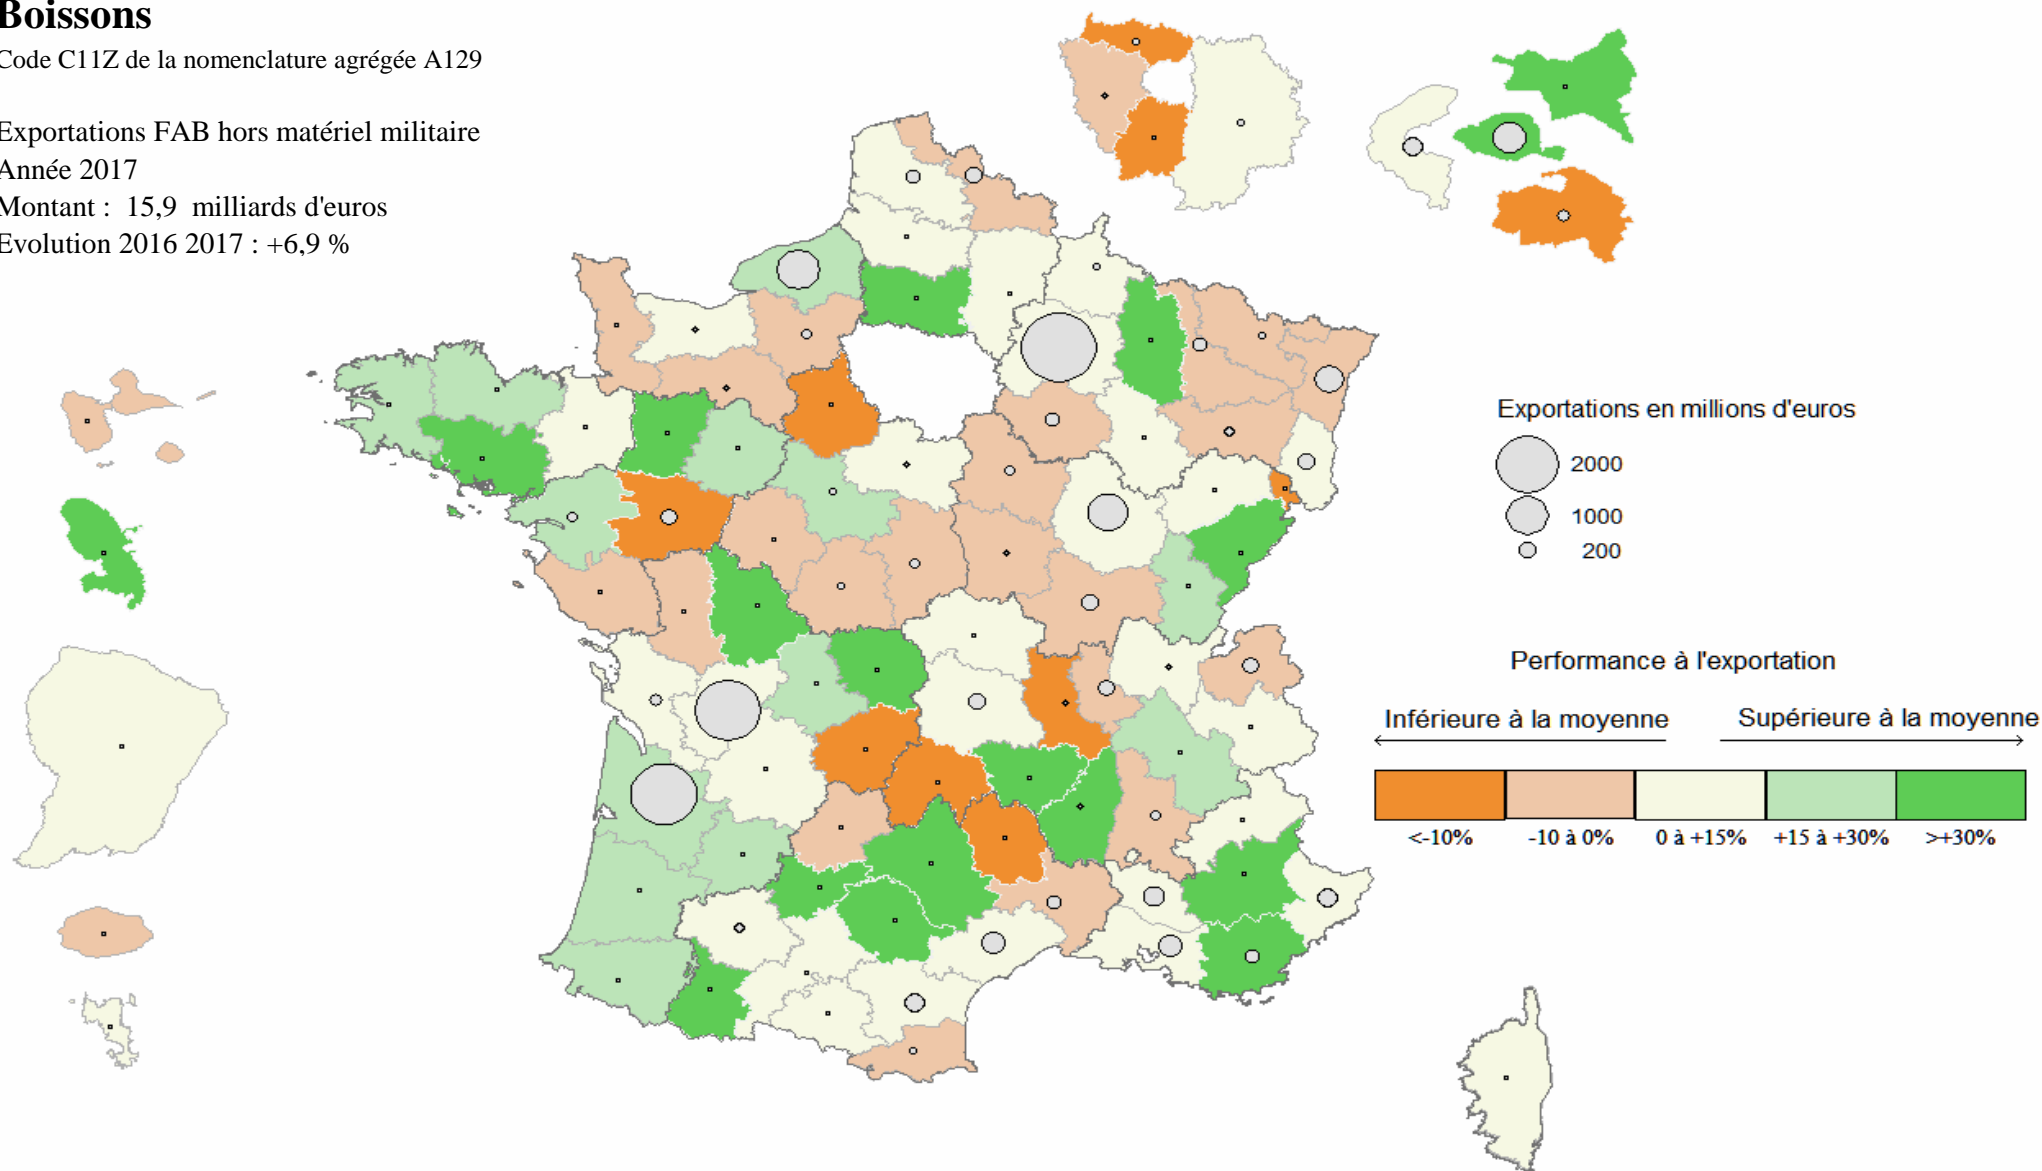 Boissons
Code C11Z de la nomenclature agrégée A129
Exportations FAB hors matériel militaire
Année 2017
Montant : 15,9 milliards d'euros
Evolution 2016 2017 : +6,9 %
Exportations en millions d'euros
2000
1000
200
Performance à l'exportation
Inférieure à la moyenne
Supérieure à la moyenne
<-10%
-10 à 0%
0 à +15%
+15 à +30%
>+30%